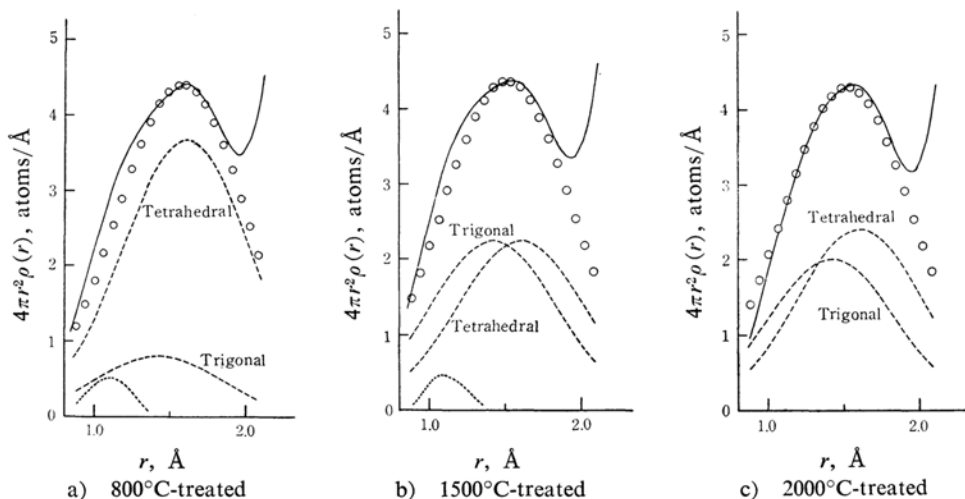 5
4
3
2
1
0
4πr²ρ(r), atoms/Å
Tetrahedral
Trigonal
1.0
2.0
r, Å
a) 800°C-treated
5
4
3
2
1
0
4πr²ρ(r), atoms/Å
Trigonal
Tetrahedral
1.0
2.0
r, Å
b) 1500°C-treated
5
4
3
2
1
0
4πr²ρ(r), atoms/Å
Tetrahedral
Trigonal
1.0
2.0
r, Å
c) 2000°C-treated